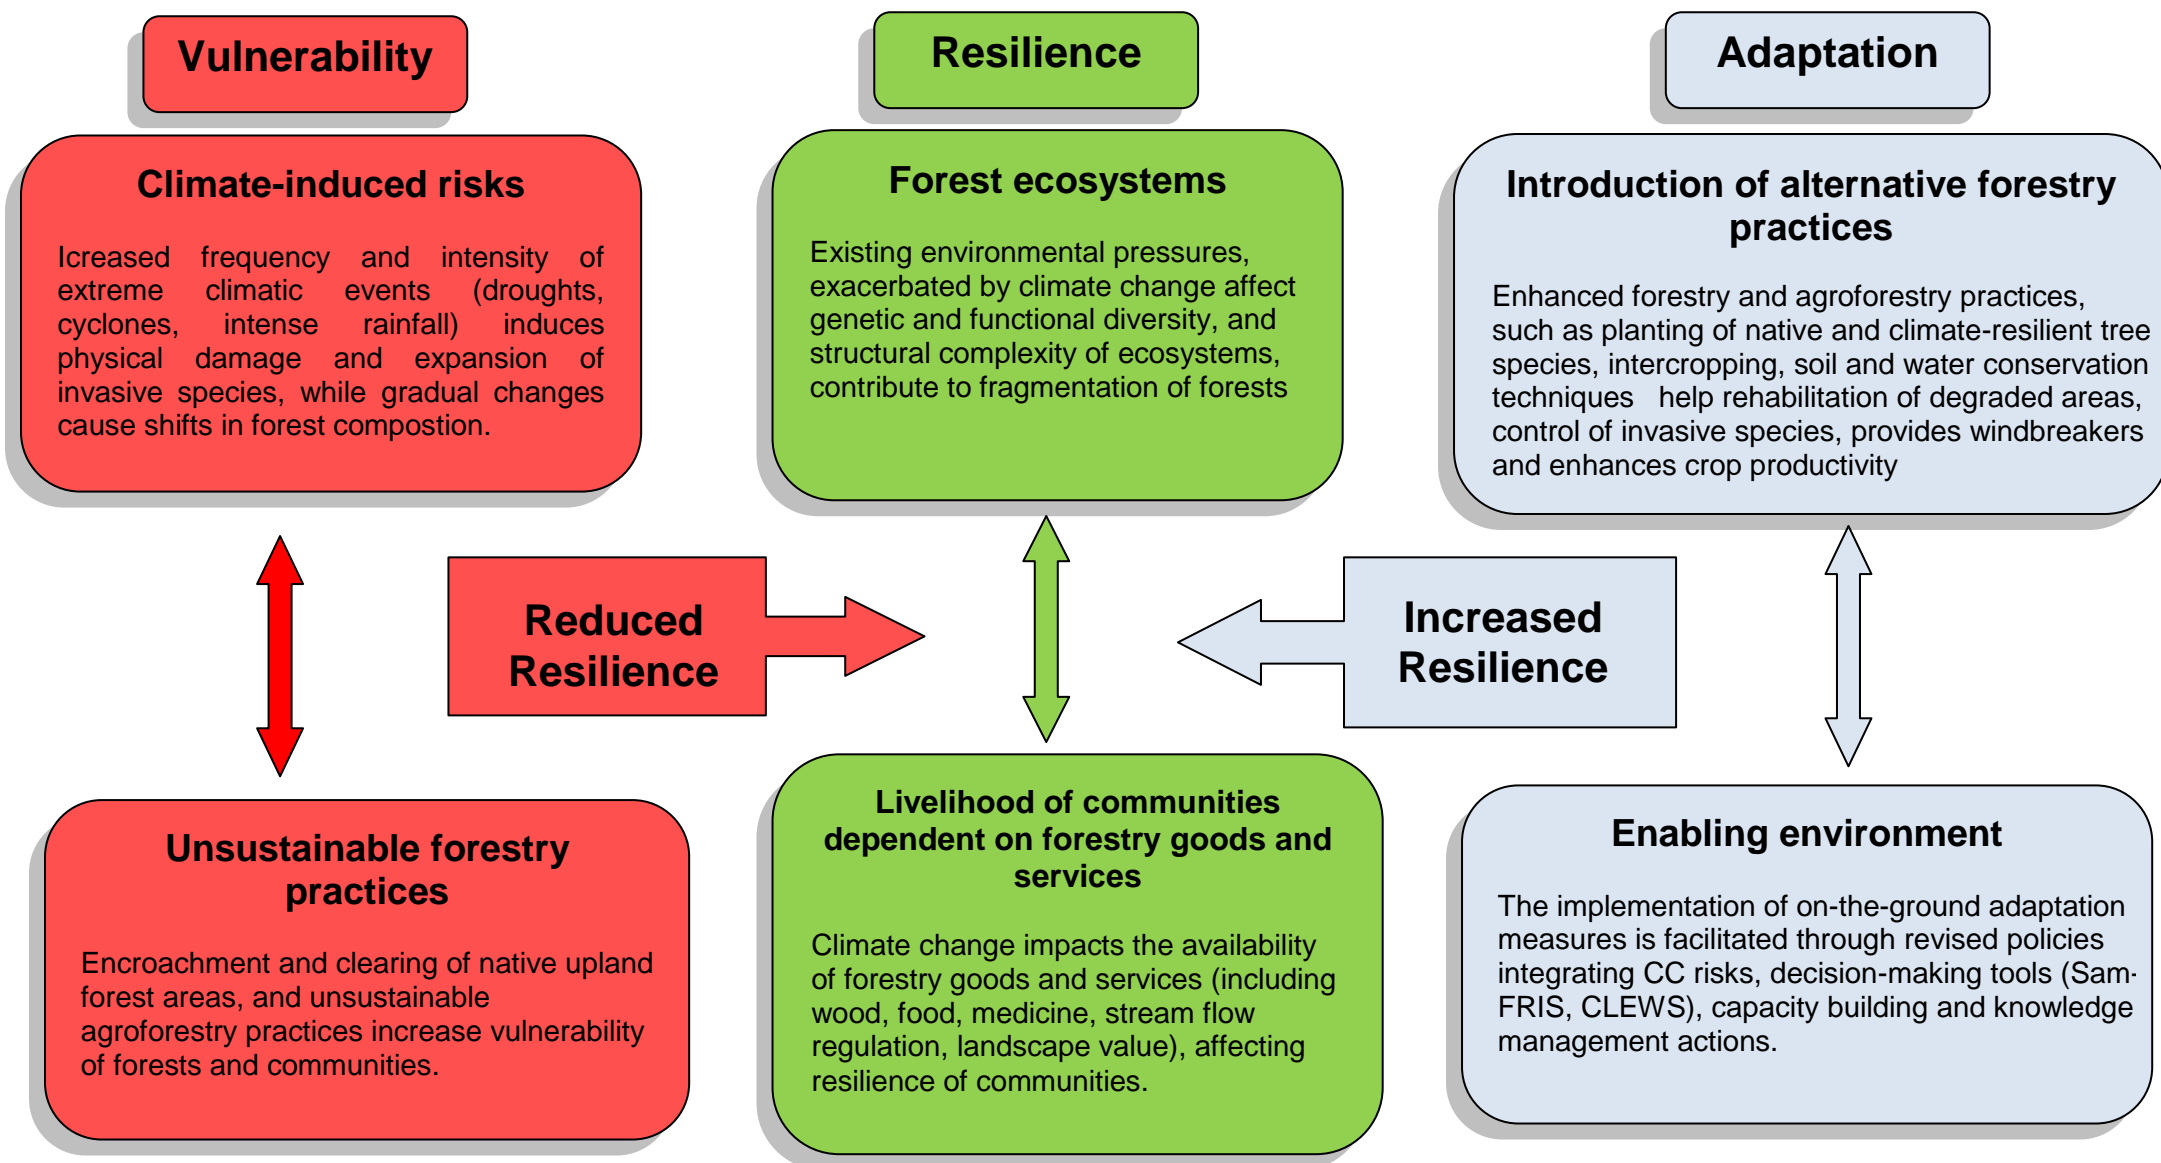 Vulnerability
Resilience
Adaptation
Climate-induced risks
Icreased frequency and intensity of
extreme climatic events (droughts,
cyclones, intense rainfall) induces
physical damage and expansion of
invasive species, while gradual changes
cause shifts in forest compostion.
Forest ecosystems
Existing environmental pressures,
exacerbated by climate change affect
genetic and functional diversity, and
structural complexity of ecosystems,
contribute to fragmentation of forests
Introduction of alternative forestry
practices
Enhanced forestry and agroforestry practices,
such as planting of native and climate-resilient tree
species, intercropping, soil and water conservation
techniques help rehabilitation of degraded areas,
control of invasive species, provides windbreakers
and enhances crop productivity
Reduced
Resilience
Increased
Resilience
Unsustainable forestry
practices
Encroachment and clearing of native upland
forest areas, and unsustainable
agroforestry practices increase vulnerability
of forests and communities.
Livelihood of communities
dependent on forestry goods and
services
Climate change impacts the availability
of forestry goods and services (including
wood, food, medicine, stream flow
regulation, landscape value), affecting
resilience of communities.
Enabling environment
The implementation of on-the-ground adaptation
measures is facilitated through revised policies
integrating CC risks, decision-making tools (Sam-
FRIS, CLEWS), capacity building and knowledge
management actions.